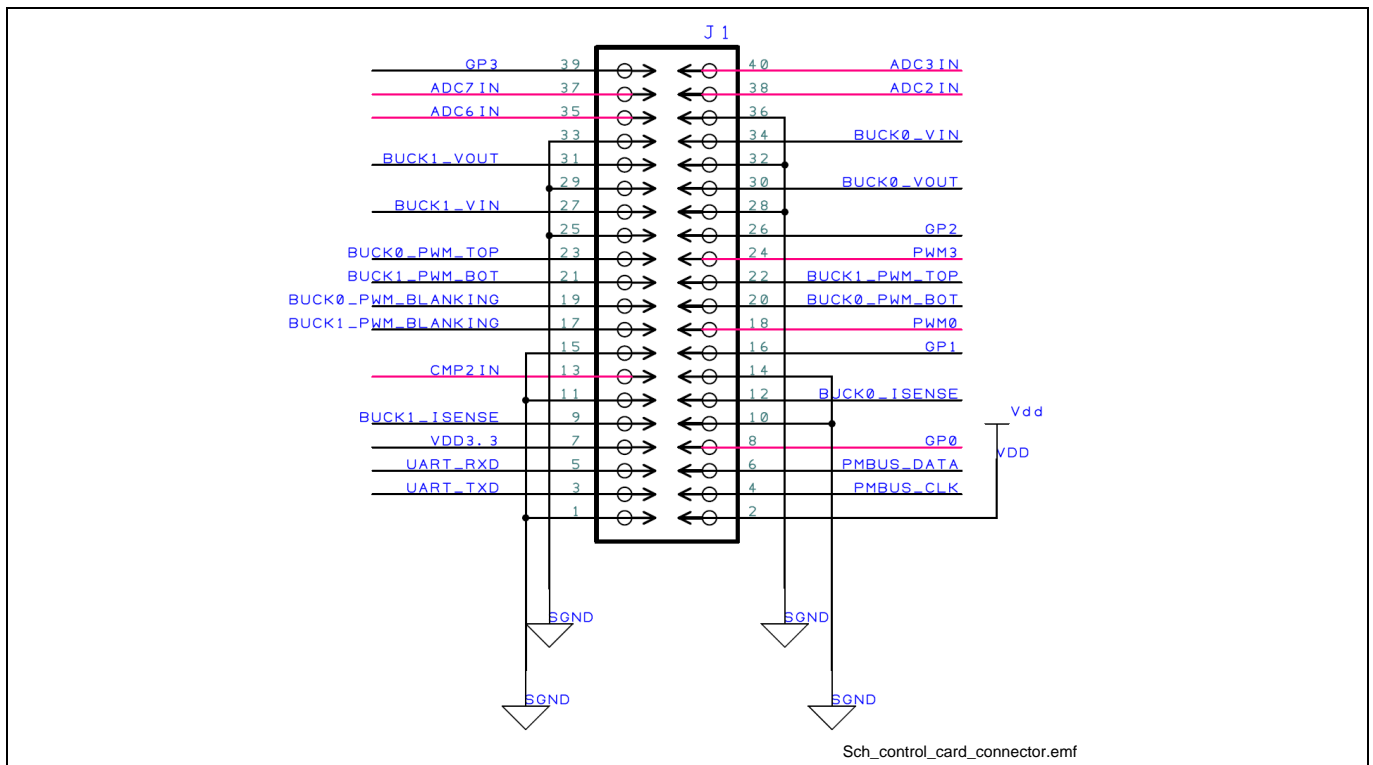 J1
GP3 39 40 ADC3IN
ADC7IN 37 38 ADC2IN
ADC6IN 35 36
33 34 BUCK0_VIN
BUCK1_VOUT 31 32
29 30 BUCK0_VOUT
BUCK1_VIN 27 28
25 26 GP2
BUCK0_PWM_TOP 23 24 PWM3
BUCK1_PWM_BOT 21 22 BUCK1_PWM_TOP
BUCK0_PWM_BLANKING 19 20 BUCK0_PWM_BOT
BUCK1_PWM_BLANKING 17 18 PWM0
15 16 GP1
CMP2IN 13 14
11 12 BUCK0_ISENSE
Vdd
BUCK1_ISENSE 9 10
VDD3.3 7 8 GP0
VDD
UART_RXD 5 6 PMBUS_DATA
UART_TXD 3 4 PMBUS_CLK
1 2
SGND SGND
SGND SGND
Sch_control_card_connector.emf